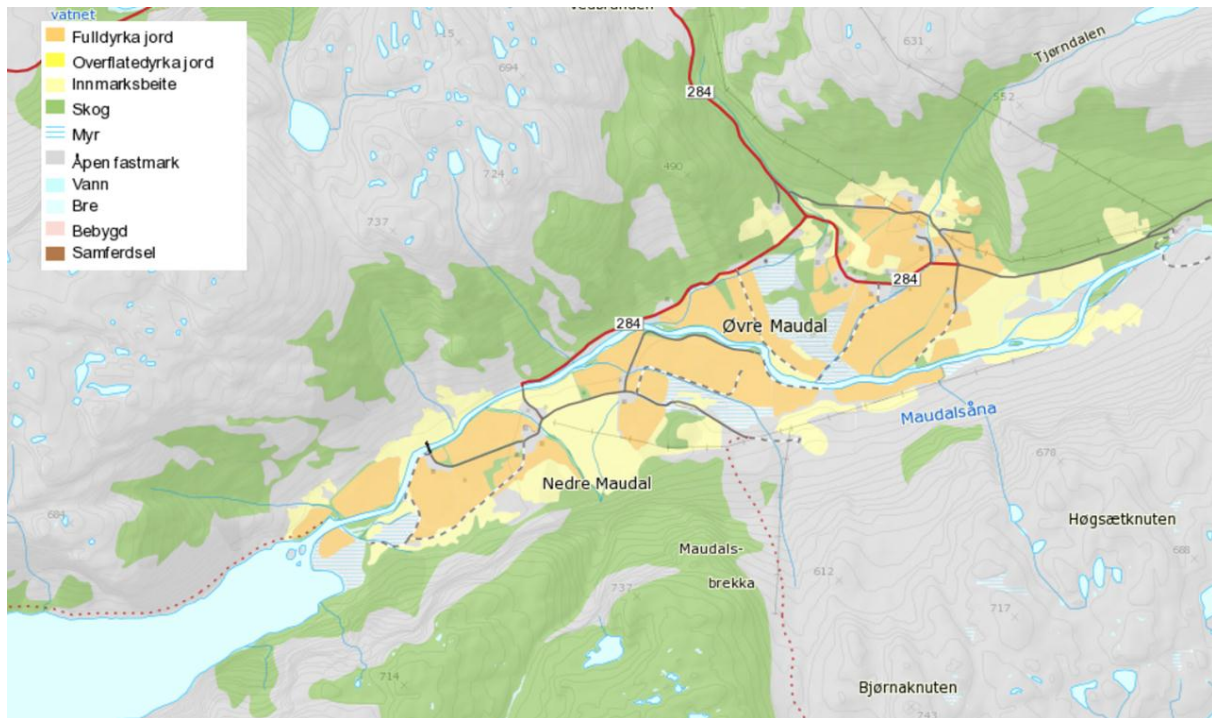 vatnet
Fulldyrka jord
Overflatedyrka jord
Innmarksbeite
Skog
Myr
Åpen fastmark
Vann
Bre
Bebygd
Samferdsel
15
694
724
737
631
Tjørndalen
552
284
490
284
284
Øvre Maudal
Maudalsåna
Nedre Maudal
678
684
Høgsætknuten
688
Maudals-
brekka
612
737
717
714
Bjørnaknuten
743